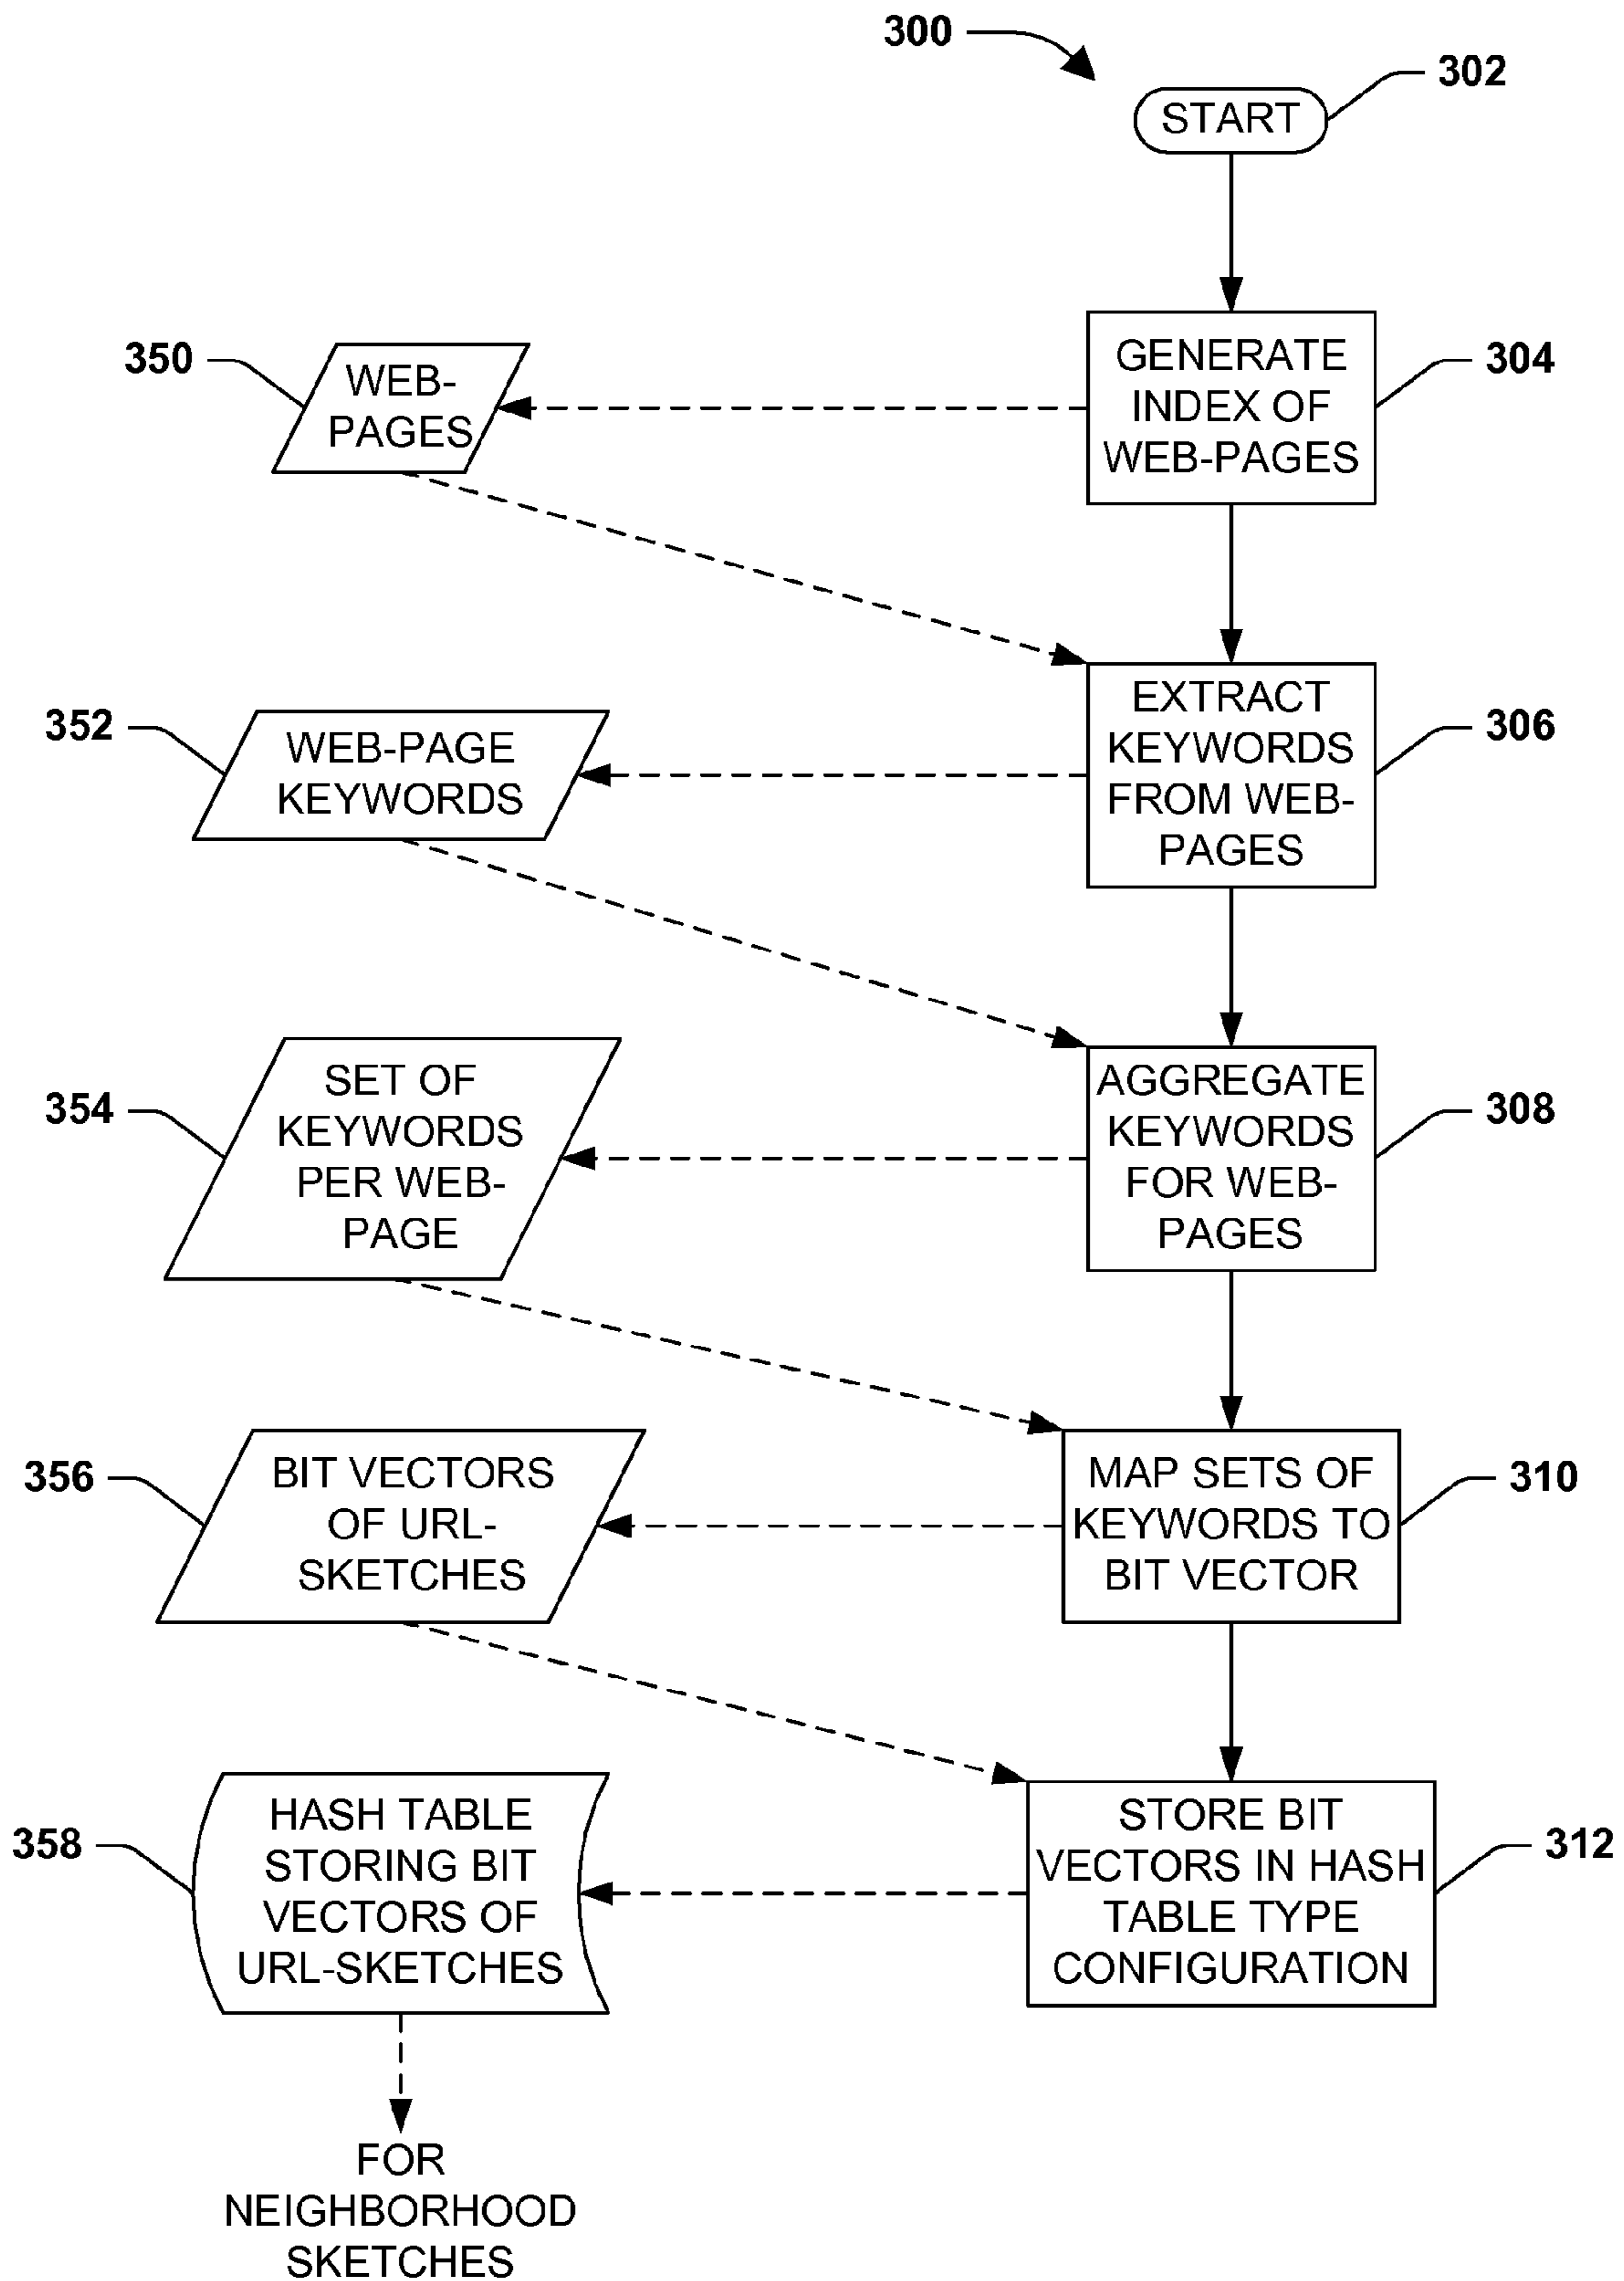 300
302
START
350
WEB-
PAGES
GENERATE
INDEX OF
WEB-PAGES
304
352
WEB-PAGE
KEYWORDS
EXTRACT
KEYWORDS
FROM WEB-
PAGES
306
354
SET OF
KEYWORDS
PER WEB-
PAGE
AGGREGATE
KEYWORDS
FOR WEB-
PAGES
308
356
BIT VECTORS
OF URL-
SKETCHES
MAP SETS OF
KEYWORDS TO
BIT VECTOR
310
358
HASH TABLE
STORING BIT
VECTORS OF
URL-SKETCHES
STORE BIT
VECTORS IN HASH
TABLE TYPE
CONFIGURATION
312
FOR
NEIGHBORHOOD
SKETCHES